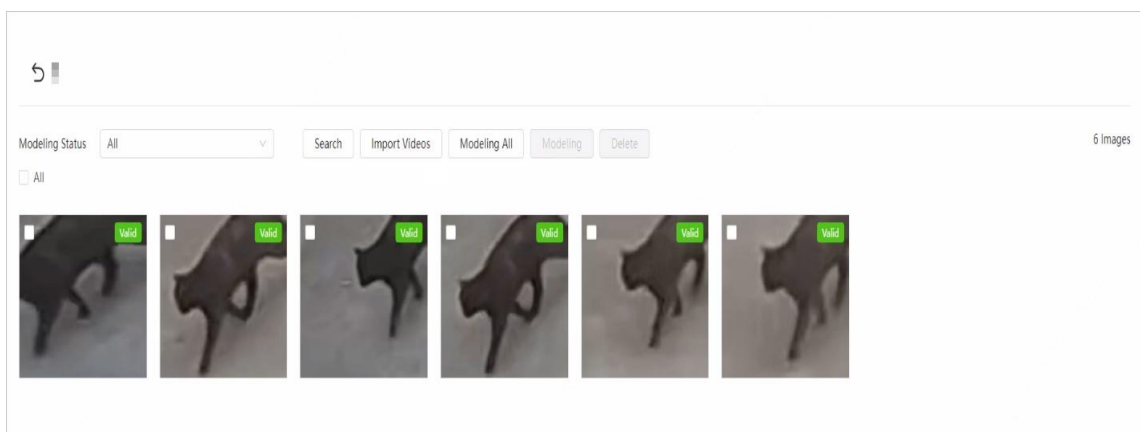 Modeling Status All Search Import Videos Modeling All Modeling Delete 6 Images
All
Valid Valid Valid Valid Valid Valid